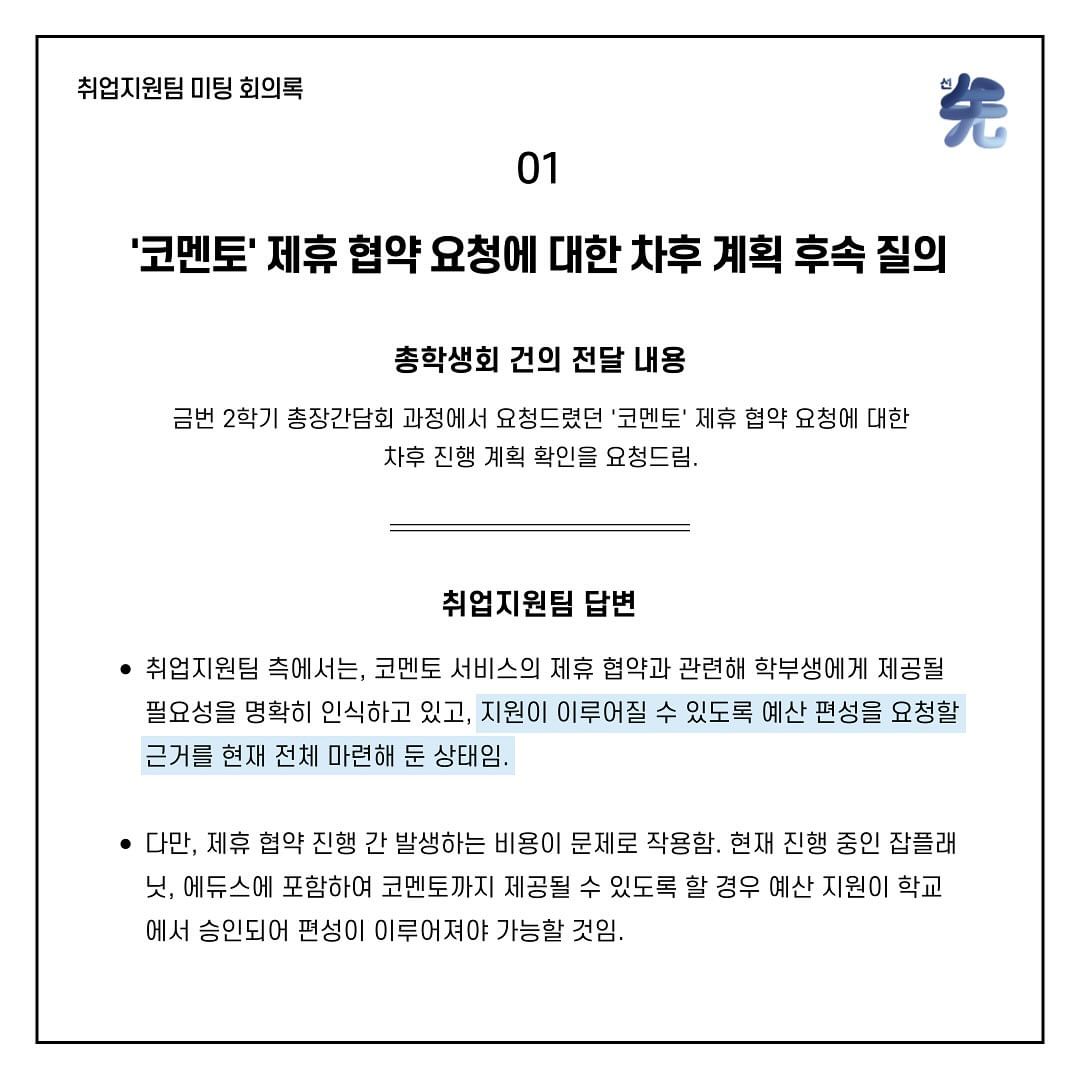 취업지원팀 미팅 회의록
선
先
01
'코멘토' 제휴 협약 요청에 대한 차후 계획 후속 질의
총학생회 건의 전달 내용
금번 2학기 총장간담회 과정에서 요청드렸던 '코멘토' 제휴 협약 요청에 대한
차후 진행 계획 확인을 요청드림.
취업지원팀 답변
• 취업지원팀 측에서는, 코멘토 서비스의 제휴 협약과 관련해 학부생에게 제공될
필요성을 명확히 인식하고 있고, 지원이 이루어질 수 있도록 예산 편성을 요청할
근거를 현재 전체 마련해 둔 상태임.
• 다만, 제휴 협약 진행 간 발생하는 비용이 문제로 작용함. 현재 진행 중인 잡플래
닛, 에듀스에 포함하여 코멘토까지 제공될 수 있도록 할 경우 예산 지원이 학교
에서 승인되어 편성이 이루어져야 가능할 것임.